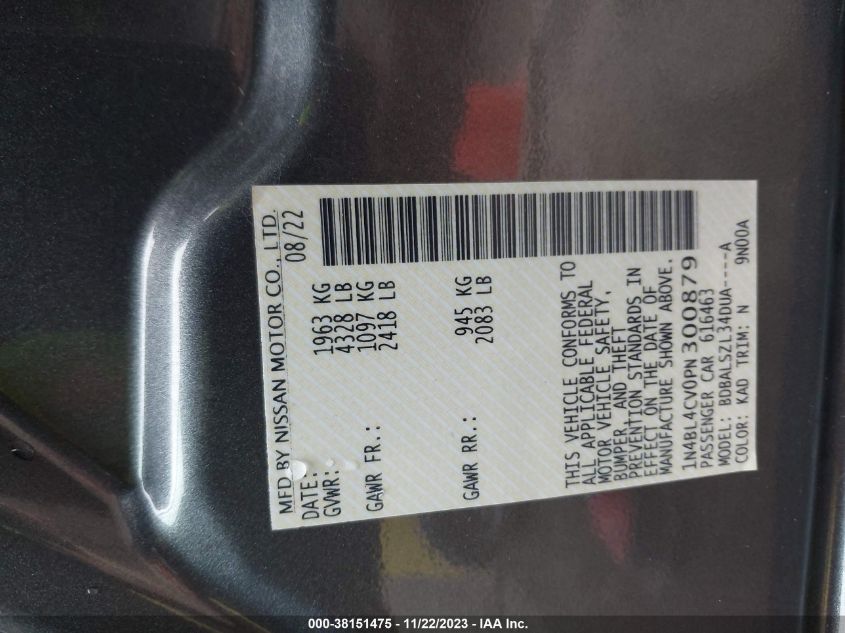 MFD BY NISSAN MOTOR CO., LTD.
DATE: 08/22
GVWR: 1963 KG
4328 LB
GAWR FR.: 1097 KG
2418 LB
GAWR RR.: 945 KG
2083 LB
THIS VEHICLE CONFORMS TO
ALL APPLICABLE FEDERAL
MOTOR VEHICLE SAFETY,
BUMPER, AND THEFT
PREVENTION STANDARDS IN
EFFECT ON THE DATE OF
MANUFACTURE SHOWN ABOVE.
1N4BL4CV0PN300879
PASSENGER CAR 616463
MODEL: BDBALSZL34DUA----A
COLOR: KAD TRIM: N 9N00A
000-38151475 - 11/22/2023 - IAA Inc.